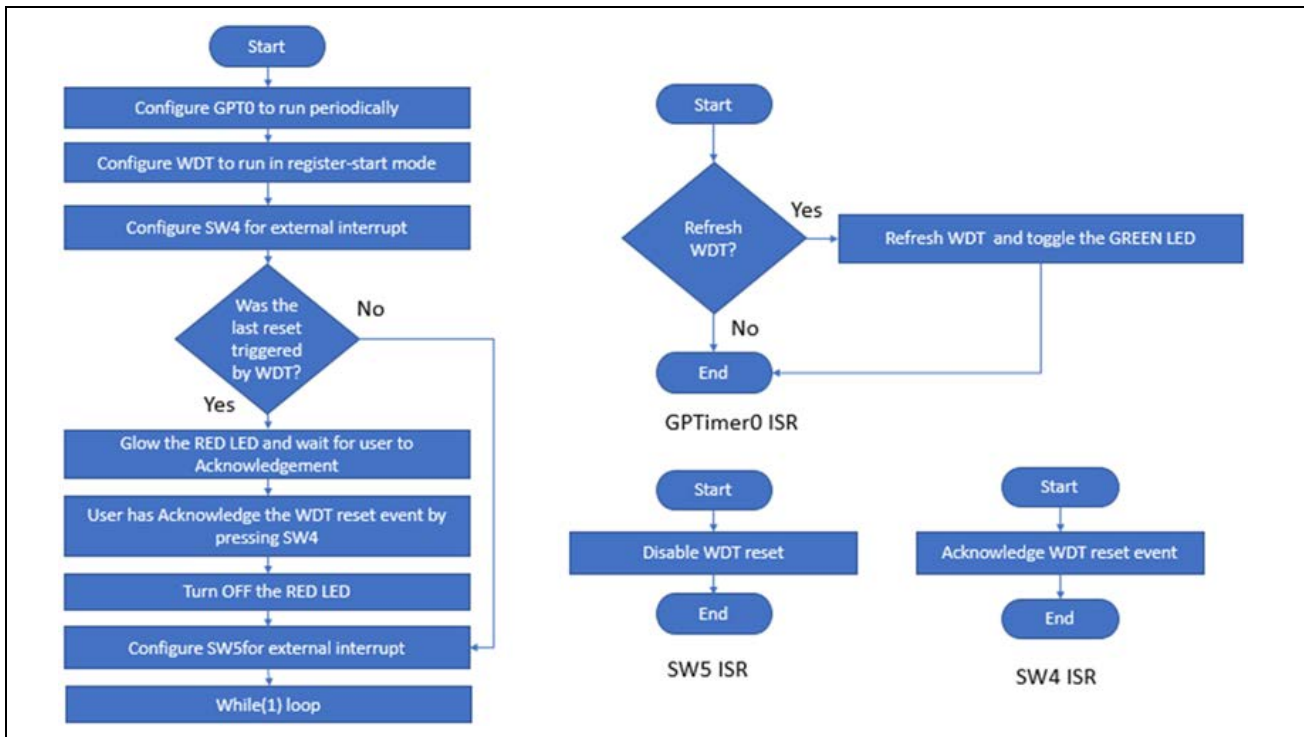 Start
Configure GPT0 to run periodically
Configure WDT to run in register-start mode
Configure SW4 for external interrupt
Was the
last reset
triggered
by WDT?
No
Yes
Glow the RED LED and wait for user to
Acknowledgement
User has Acknowledge the WDT reset event by
pressing SW4
Turn OFF the RED LED
Configure SW5for external interrupt
While(1) loop
Start
Refresh
WDT?
Yes
Refresh WDT and toggle the GREEN LED
No
End
GPTimer0 ISR
Start
Disable WDT reset
End
SW5 ISR
Start
Acknowledge WDT reset event
End
SW4 ISR